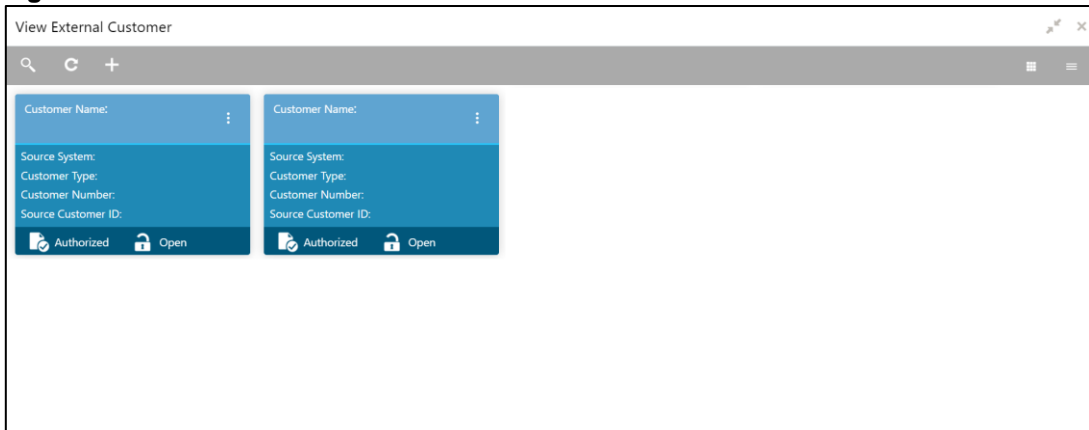 View External Customer
Customer Name:
Source System:
Customer Type:
Customer Number:
Source Customer ID:
Authorized Open
Customer Name:
Source System:
Customer Type:
Customer Number:
Source Customer ID:
Authorized Open